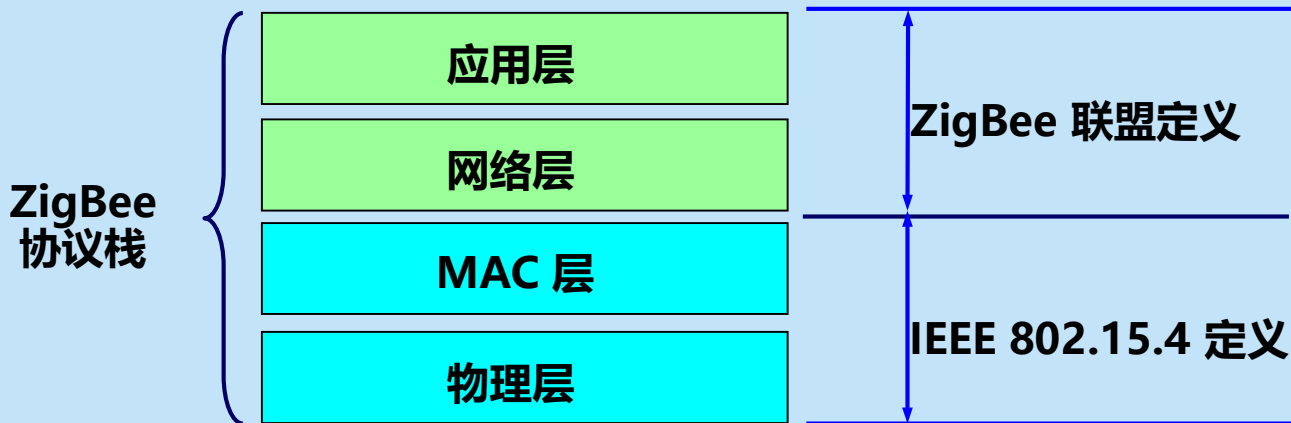 ZigBee
协议栈
应用层
网络层
MAC 层
物理层
ZigBee 联盟定义
IEEE 802.15.4 定义